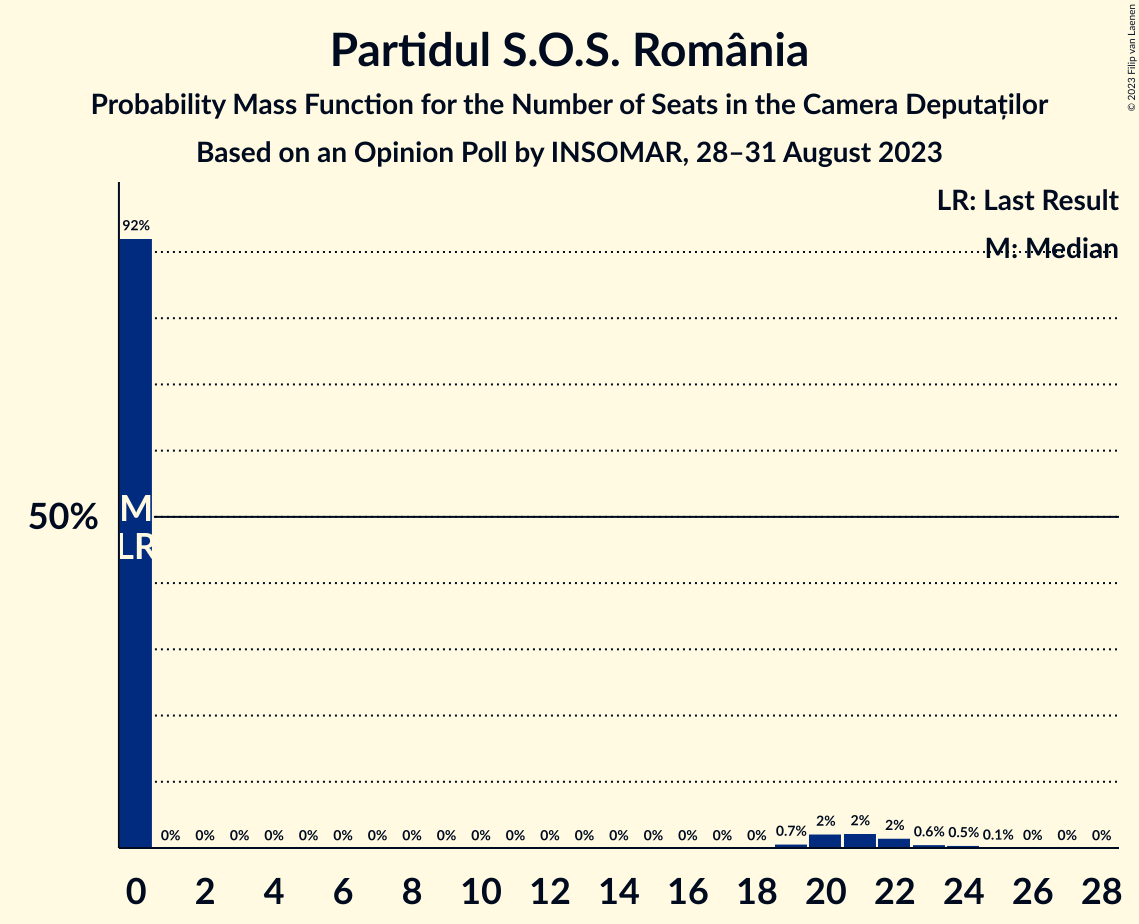 Partidul S.O.S. România
Probability Mass Function for the Number of Seats in the Camera Deputaților
Based on an Opinion Poll by INSOMAR, 28–31 August 2023
© 2023 Filip van Laenen
LR: Last Result
M: Median
92%
50%
M
LR
0% 0% 0% 0% 0% 0% 0% 0% 0% 0% 0% 0% 0% 0% 0% 0% 0% 0% 0.7% 2% 2% 2% 0.6% 0.5% 0.1% 0% 0% 0%
0 2 4 6 8 10 12 14 16 18 20 22 24 26 28